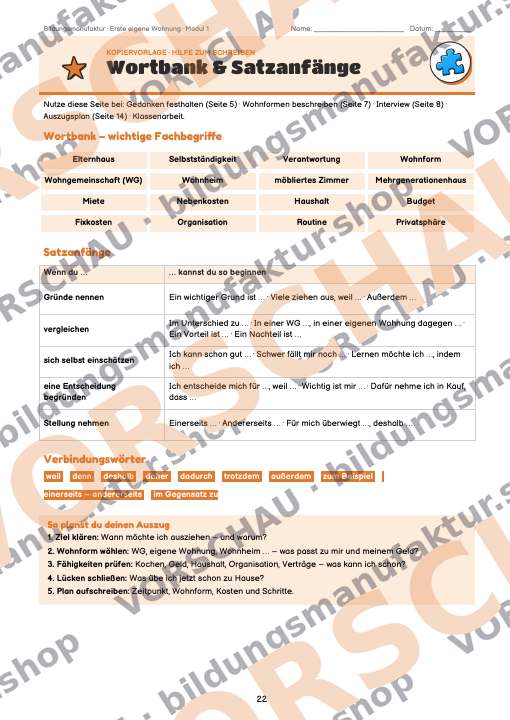 Bildungsmanufaktur · Erste eigene Wohnung · Modul 1 Name: Datum:
KOPIERVORLAGE · HILFE ZUM SCHREIBEN
Wortbank & Satzanfänge
Nutze diese Seite bei: Gedanken festhalten (Seite 5) · Wohnformen beschreiben (Seite 7) · Interview (Seite 8) ·
Auszugsplan (Seite 14) · Klassenarbeit.
Wortbank – wichtige Fachbegriffe
Elternhaus Selbstständigkeit Verantwortung Wohnform
Wohngemeinschaft (WG) Wohnheim möbliertes Zimmer Mehrgenerationenhaus
Miete Nebenkosten Haushalt Budget
Fixkosten Organisation Routine Privatsphäre
Satzanfänge
Wenn du … … kannst du so beginnen
Gründe nennen Ein wichtiger Grund ist … · Viele ziehen aus, weil … · Außerdem …
vergleichen Im Unterschied zu … · In einer WG …, in einer eigenen Wohnung dagegen … ·
Ein Vorteil ist … · Ein Nachteil ist …
sich selbst einschätzen Ich kann schon gut … · Schwer fällt mir noch … · Lernen möchte ich …, indem
ich …
eine Entscheidung
begründen Ich entscheide mich für …, weil … · Wichtig ist mir … · Dafür nehme ich in Kauf,
dass …
Stellung nehmen Einerseits … · Andererseits … · Für mich überwiegt …, deshalb …
Verbindungswörter
weil denn deshalb daher dadurch trotzdem außerdem zum Beispiel
einerseits – andererseits im Gegensatz zu
So planst du deinen Auszug
1. Ziel klären: Wann möchte ich ausziehen – und warum?
2. Wohnform wählen: WG, eigene Wohnung, Wohnheim … – was passt zu mir und meinem Geld?
3. Fähigkeiten prüfen: Kochen, Geld, Haushalt, Organisation, Verträge – was kann ich schon?
4. Lücken schließen: Was übe ich jetzt schon zu Hause?
5. Plan aufschreiben: Zeitpunkt, Wohnform, Kosten und Schritte.
22
VORSCHAU · bildungsmanufaktur.shop
VORSCHAU